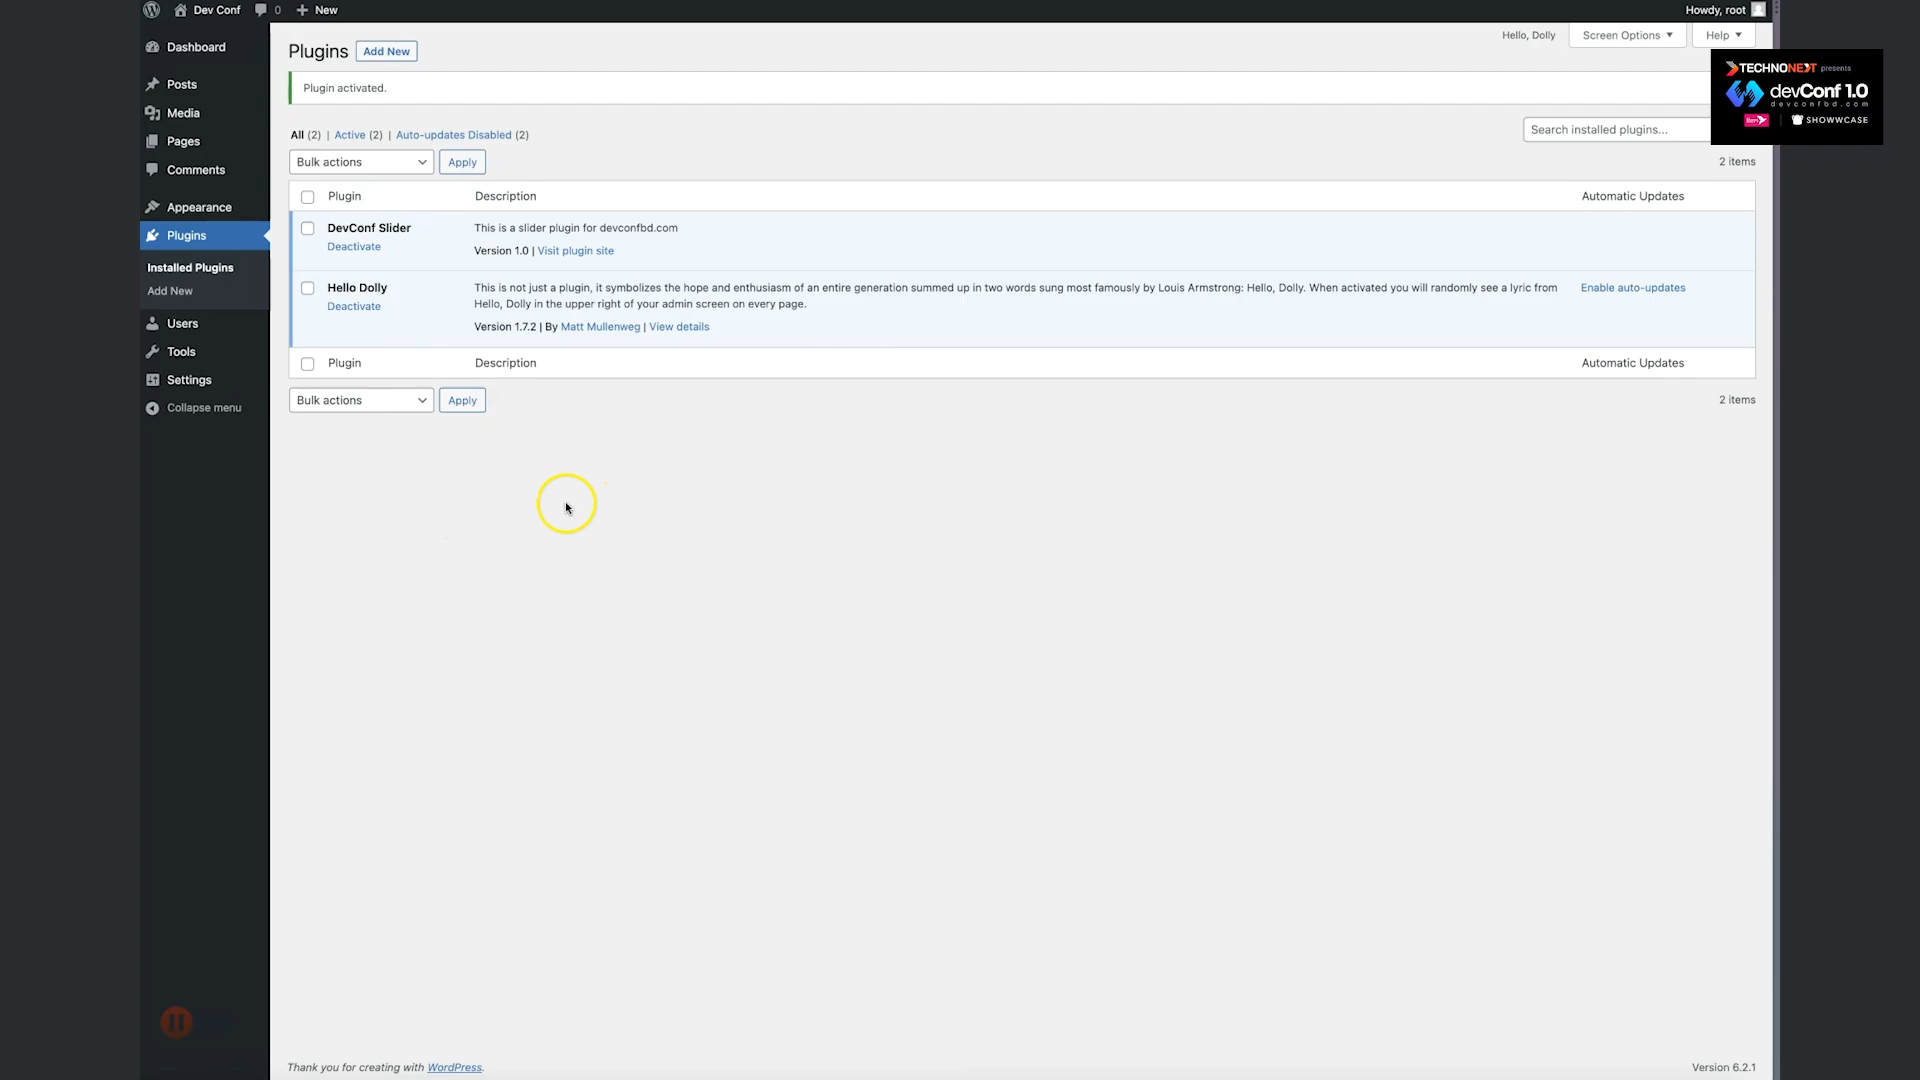 Dev Conf 0 New Howdy, root
Dashboard
Posts
Media
Pages
Comments
Appearance
Plugins
Installed Plugins
Add New
Users
Tools
Settings
Collapse menu
Hello, Dolly Screen Options Help
Plugins Add New
Plugin activated.
All (2) | Active (2) | Auto-updates Disabled (2)
Search installed plugins...
Bulk actions Apply 2 items
Plugin Description Automatic Updates
DevConf Slider This is a slider plugin for devconfbd.com
Deactivate Version 1.0 | Visit plugin site
Hello Dolly This is not just a plugin, it symbolizes the hope and enthusiasm of an entire generation summed up in two words sung most famously by Louis Armstrong: Hello, Dolly. When activated you will randomly see a lyric from Enable auto-updates
Deactivate Hello, Dolly in the upper right of your admin screen on every page.
Version 1.7.2 | By Matt Mullenweg | View details
Plugin Description Automatic Updates
Bulk actions Apply 2 items
Thank you for creating with WordPress. Version 6.2.1
TECHNONEXT presents
devConf 1.0
devconfbd.com
SHOWWCASE